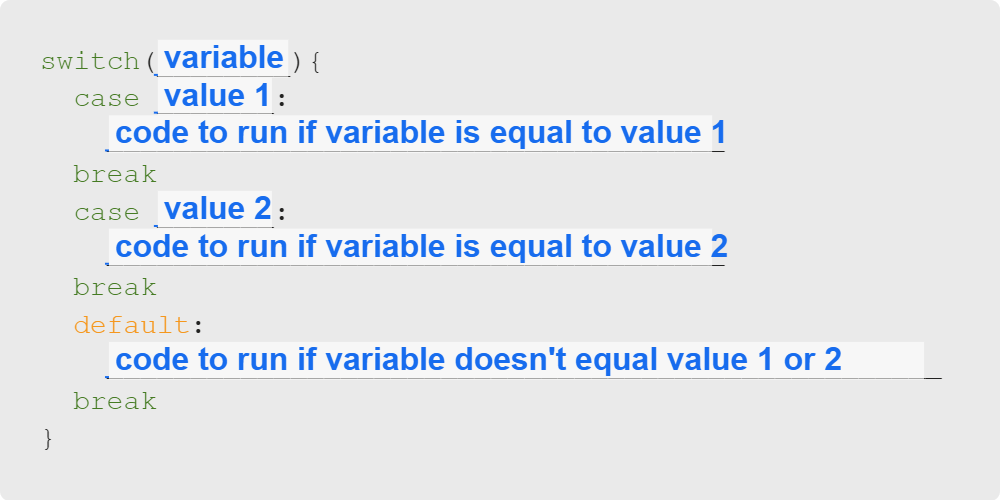 switch(variable){
case value 1:
code to run if variable is equal to value 1
break
case value 2:
code to run if variable is equal to value 2
break
default:
code to run if variable doesn't equal value 1 or 2
break
}